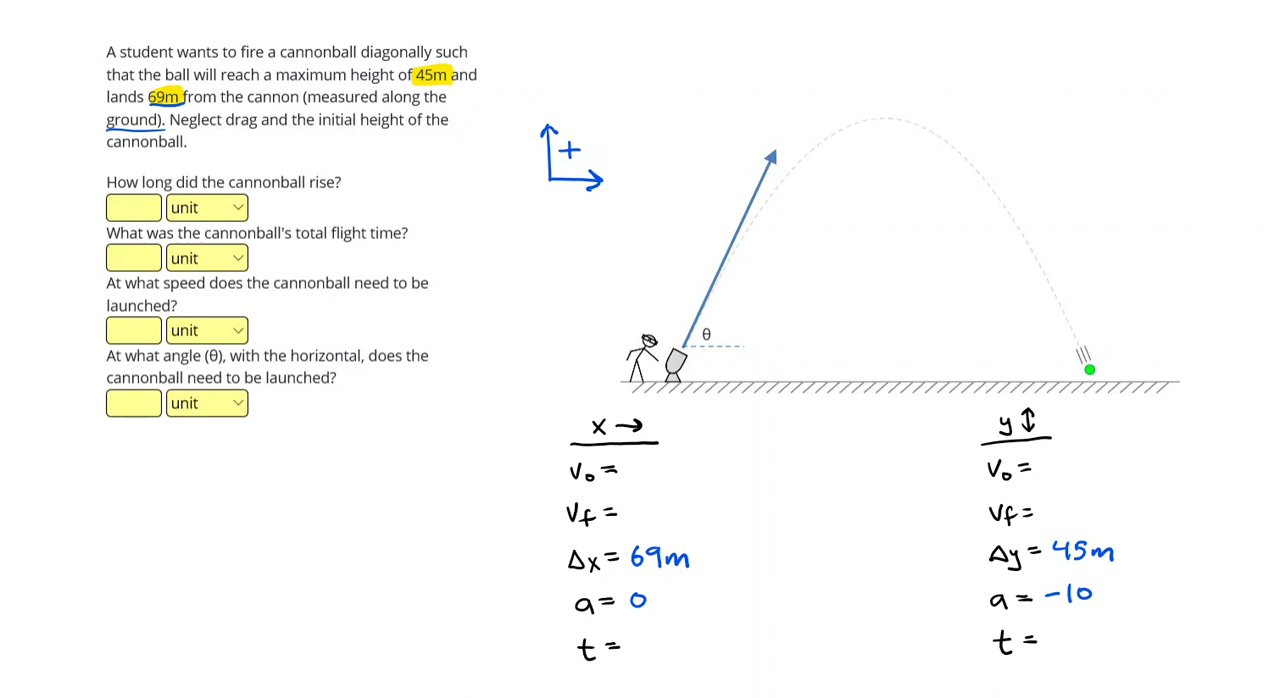 A student wants to fire a cannonball diagonally such
that the ball will reach a maximum height of 45m and
lands 69m from the cannon (measured along the
ground). Neglect drag and the initial height of the
cannonball.
How long did the cannonball rise?
unit
What was the cannonball's total flight time?
unit
At what speed does the cannonball need to be
launched?
unit
At what angle (θ), with the horizontal, does the
cannonball need to be launched?
unit
+
θ
x →
v₀ =
vf =
Δx = 69m
a = 0
t =
y ↕
v₀ =
vf =
Δy = 45m
a = -10
t =